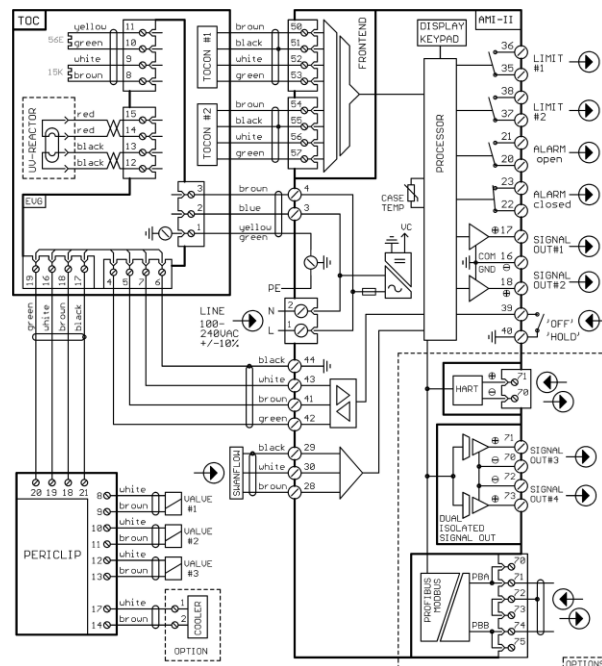 TOC
56E
yellow 11
green 10
15K
white 9
brown 8
UV-REACTOR
red 15
red 14
black 13
black 12
EVG
3 brown 4
2 blue 3
1 yellow
green
19 16 18 17
4 5 7 6
green
white
brown
black
TOCON #1
brown 50
black 51
white 52
green 53
TOCON #2
brown 54
black 55
white 56
green 57
FRONTEND
AMI-II
DISPLAY
KEYPAD
PROCESSOR
CASE
TEMP
VC
PE
LINE
100-
240VAC
+/-10%
N 2
L 1
black 44
white 43
brown 41
green 42
SWANFLOW
black 29
white 30
brown 28
36
35
LIMIT
#1
38
37
LIMIT
#2
21
20
ALARM
open
23
22
ALARM
closed
17
SIGNAL
OUT#1
COM 16
GND
18
SIGNAL
OUT#2
39
40
'OFF'
'HOLD'
HART
71
70
71
70
SIGNAL
OUT#3
72
73
SIGNAL
OUT#4
DUAL
ISOLATED
SIGNAL OUT
PROFIBUS
MODBUS
PBA
PBB
70
71
72
73
74
75
OPTIONS
20 19 18 21
PERICLIP
8 white
9 brown
VALVE
#1
10 white
11 brown
VALVE
#2
12 white
13 brown
VALVE
#3
17 white 1
14 brown 2
COOLER
OPTION